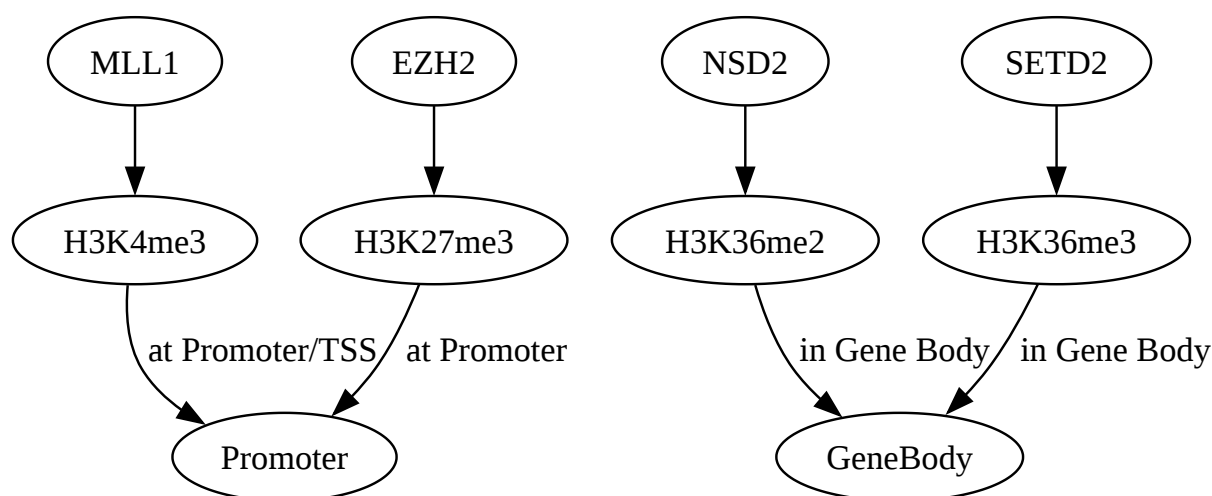 MLL1
EZH2
NSD2
SETD2
H3K4me3
H3K27me3
H3K36me2
H3K36me3
at Promoter/TSS
at Promoter
in Gene Body
in Gene Body
Promoter
GeneBody